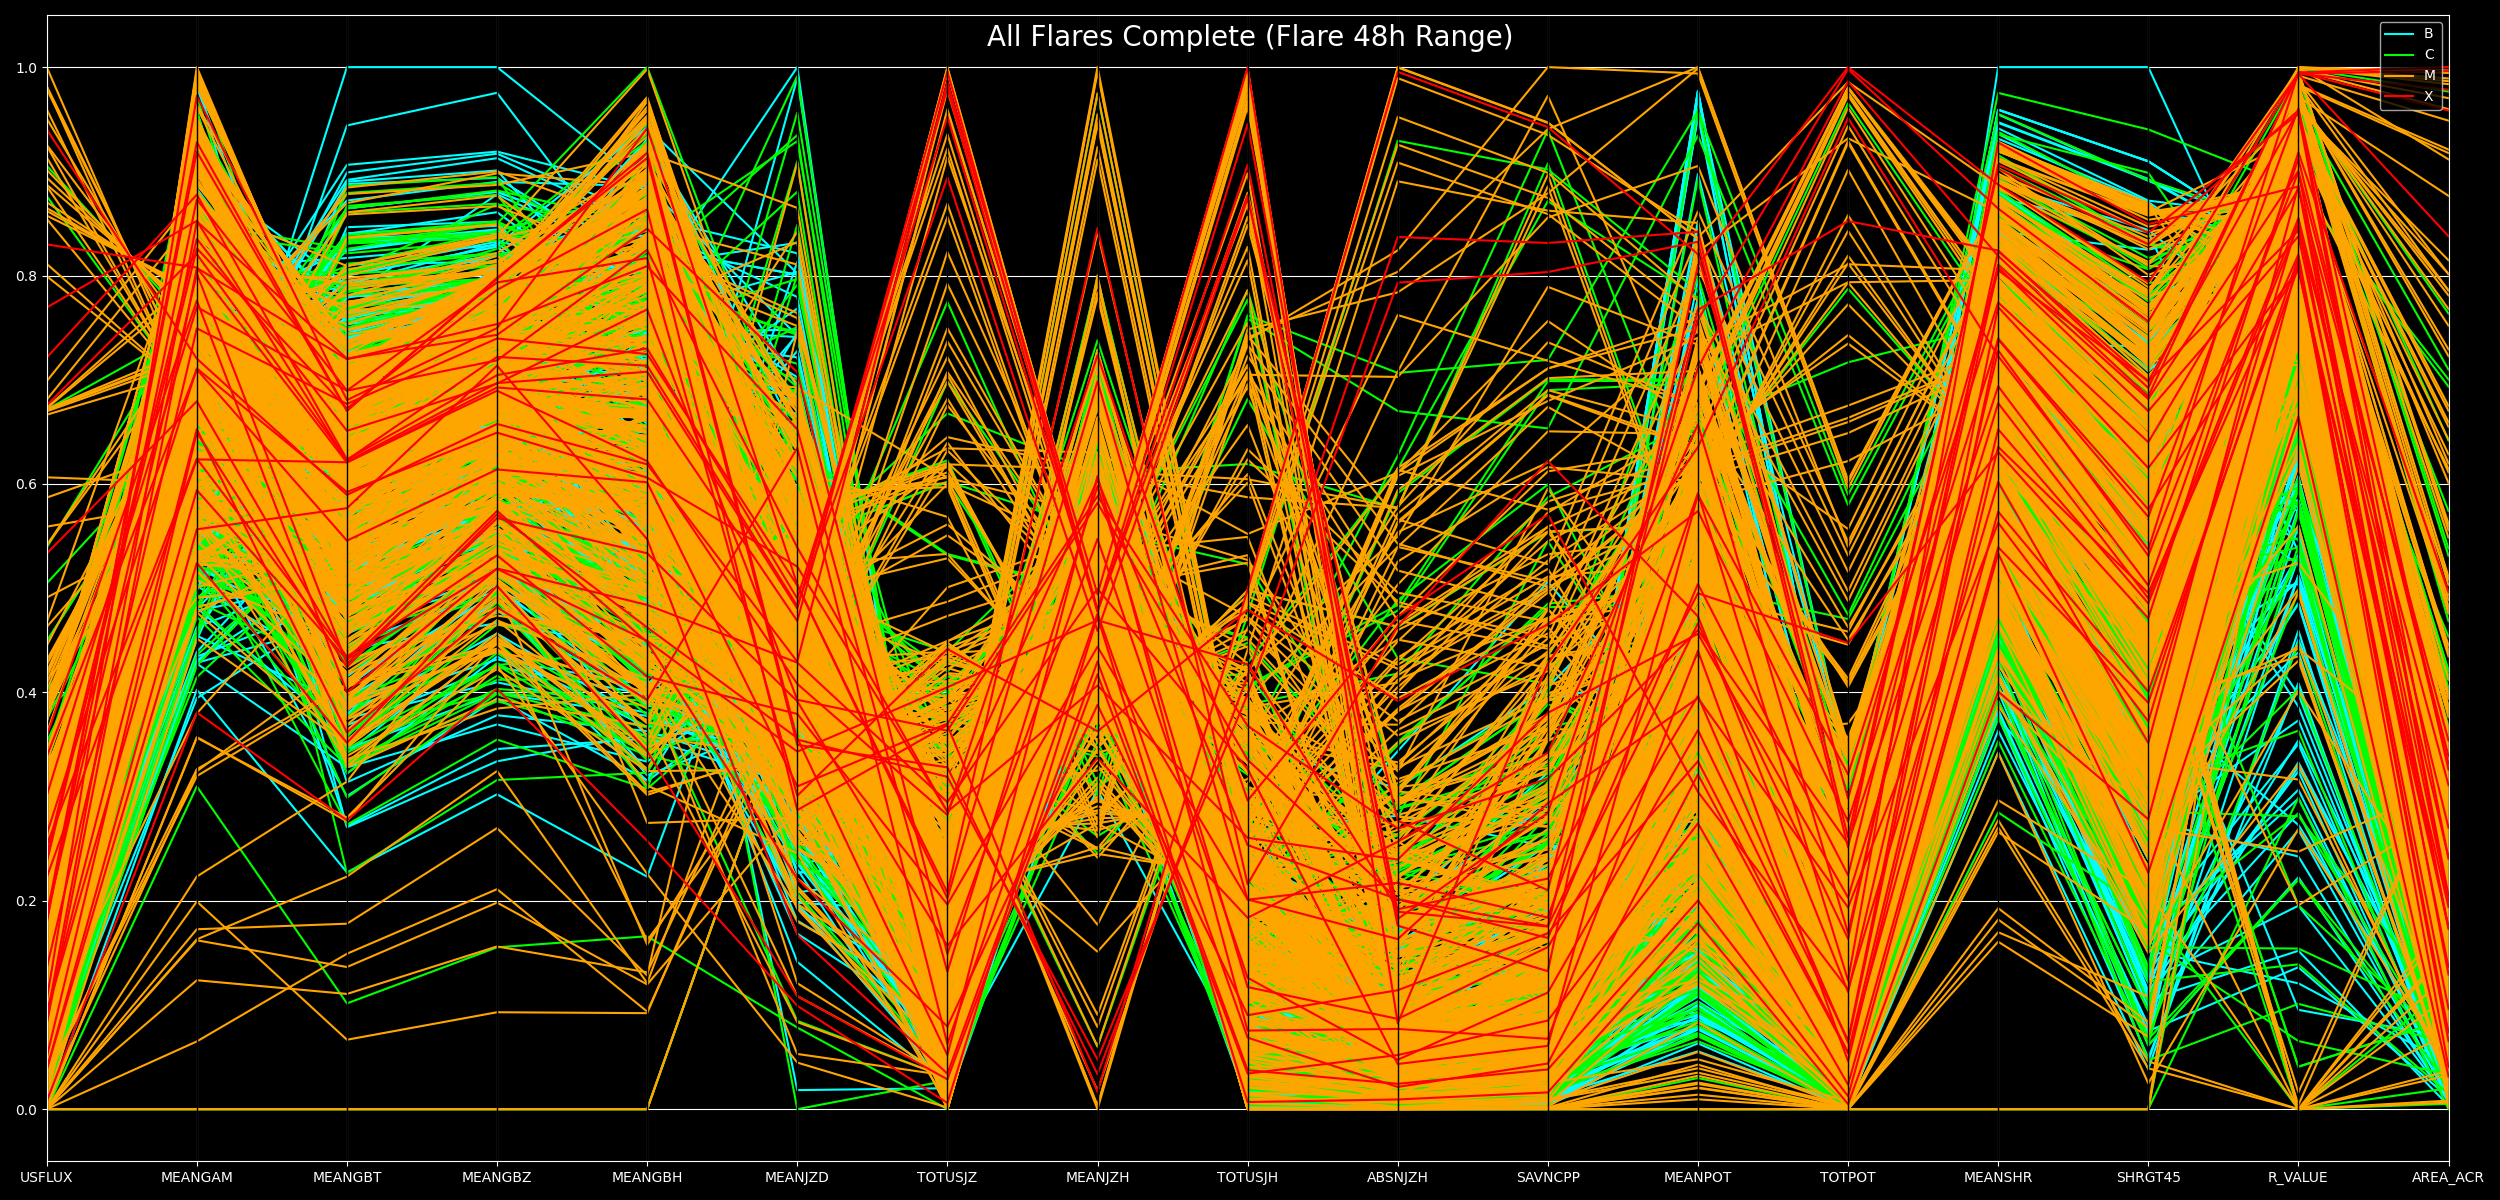 All Flares Complete (Flare 48h Range)
B
C
M
X
1.0
0.8
0.6
0.4
0.2
0.0
USFLUX MEANGAM MEANGBT MEANGBZ MEANGBH MEANJZD TOTUSJZ MEANJZH TOTUSJH ABSNJZH SAVNCPP MEANPOT TOTPOT MEANSHR SHRGT45 R_VALUE AREA_ACR